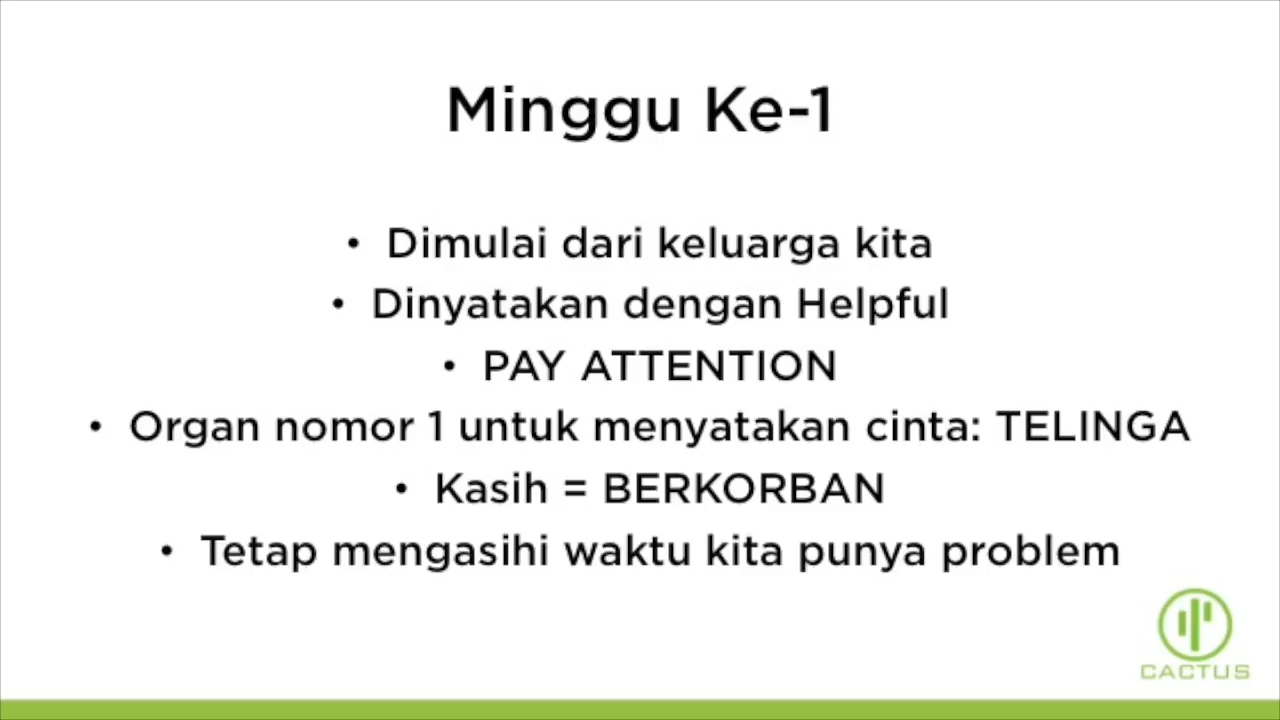 Minggu Ke-1
• Dimulai dari keluarga kita
• Dinyatakan dengan Helpful
• PAY ATTENTION
• Organ nomor 1 untuk menyatakan cinta: TELINGA
• Kasih = BERKORBAN
• Tetap mengasihi waktu kita punya problem
CACTUS